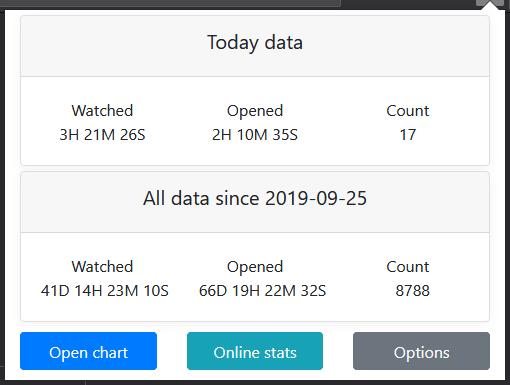 Today data
Watched Opened Count
3H 21M 26S 2H 10M 35S 17
All data since 2019-09-25
Watched Opened Count
41D 14H 23M 10S 66D 19H 22M 32S 8788
Open chart Online stats Options